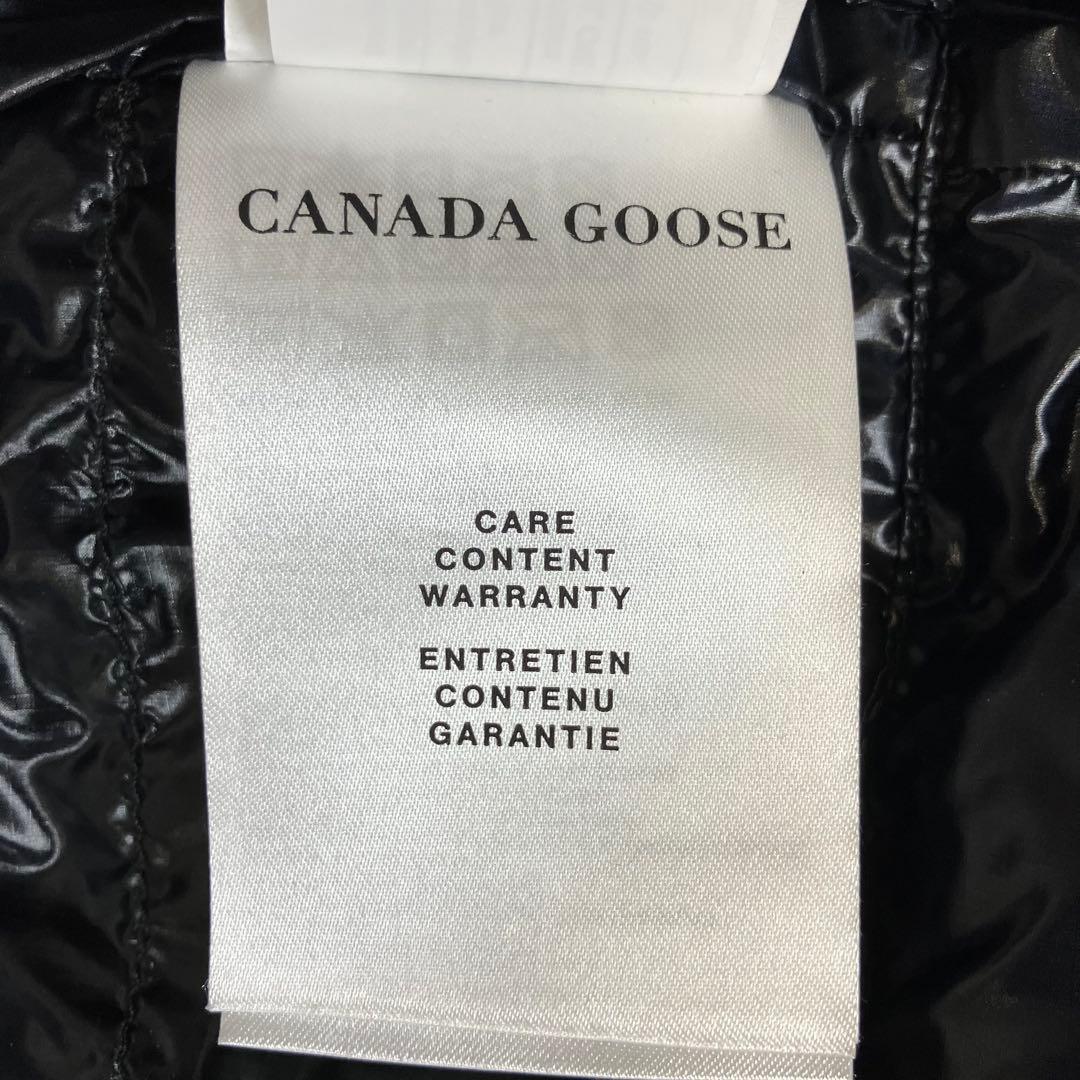 CANADA GOOSE
CARE
CONTENT
WARRANTY
ENTRETIEN
CONTENU
GARANTIE